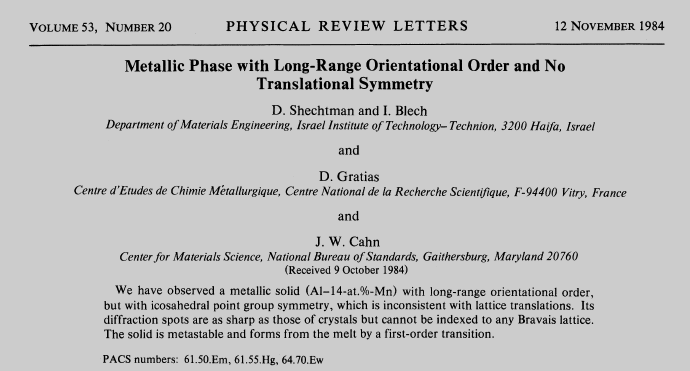 VOLUME 53, NUMBER 20 PHYSICAL REVIEW LETTERS 12 NOVEMBER 1984
Metallic Phase with Long-Range Orientational Order and No
Translational Symmetry
D. Shechtman and I. Blech
Department of Materials Engineering, Israel Institute of Technology–Technion, 3200 Haifa, Israel
and
D. Gratias
Centre d'Etudes de Chimie Métallurgique, Centre National de la Recherche Scientifique, F-94400 Vitry, France
and
J. W. Cahn
Center for Materials Science, National Bureau of Standards, Gaithersburg, Maryland 20760
(Received 9 October 1984)
We have observed a metallic solid (Al–14-at.%-Mn) with long-range orientational order,
but with icosahedral point group symmetry, which is inconsistent with lattice translations. Its
diffraction spots are as sharp as those of crystals but cannot be indexed to any Bravais lattice.
The solid is metastable and forms from the melt by a first-order transition.
PACS numbers: 61.50.Em, 61.55.Hg, 64.70.Ew